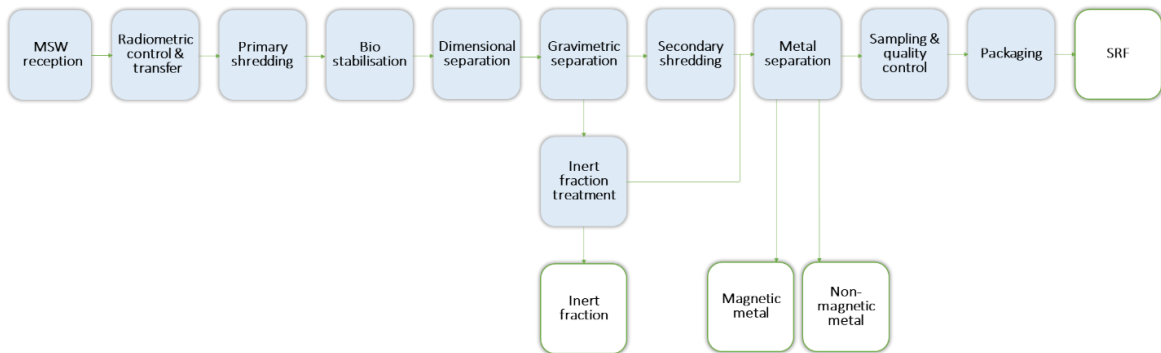 MSW
reception
Radiometric
control &
transfer
Primary
shredding
Bio
stabilisation
Dimensional
separation
Gravimetric
separation
Secondary
shredding
Metal
separation
Sampling &
quality
control
Packaging
SRF
Inert
fraction
treatment
Inert
fraction
Magnetic
metal
Non-
magnetic
metal